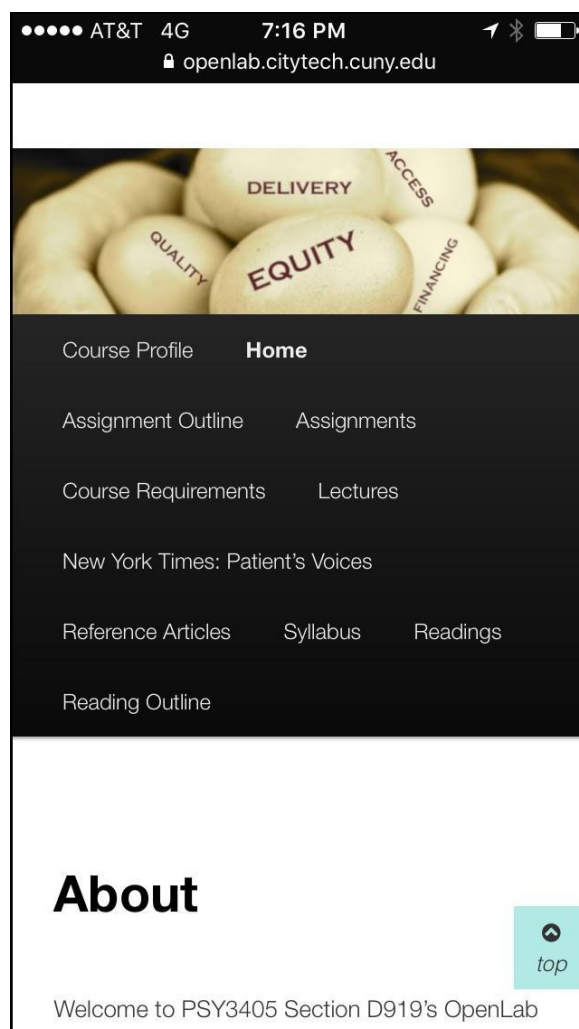 AT&T 4G 7:16 PM
openlab.citytech.cuny.edu
DELIVERY ACCESS
QUALITY EQUITY FINANCING
Course Profile Home
Assignment Outline Assignments
Course Requirements Lectures
New York Times: Patient's Voices
Reference Articles Syllabus Readings
Reading Outline
About
top
Welcome to PSY3405 Section D919's OpenLab